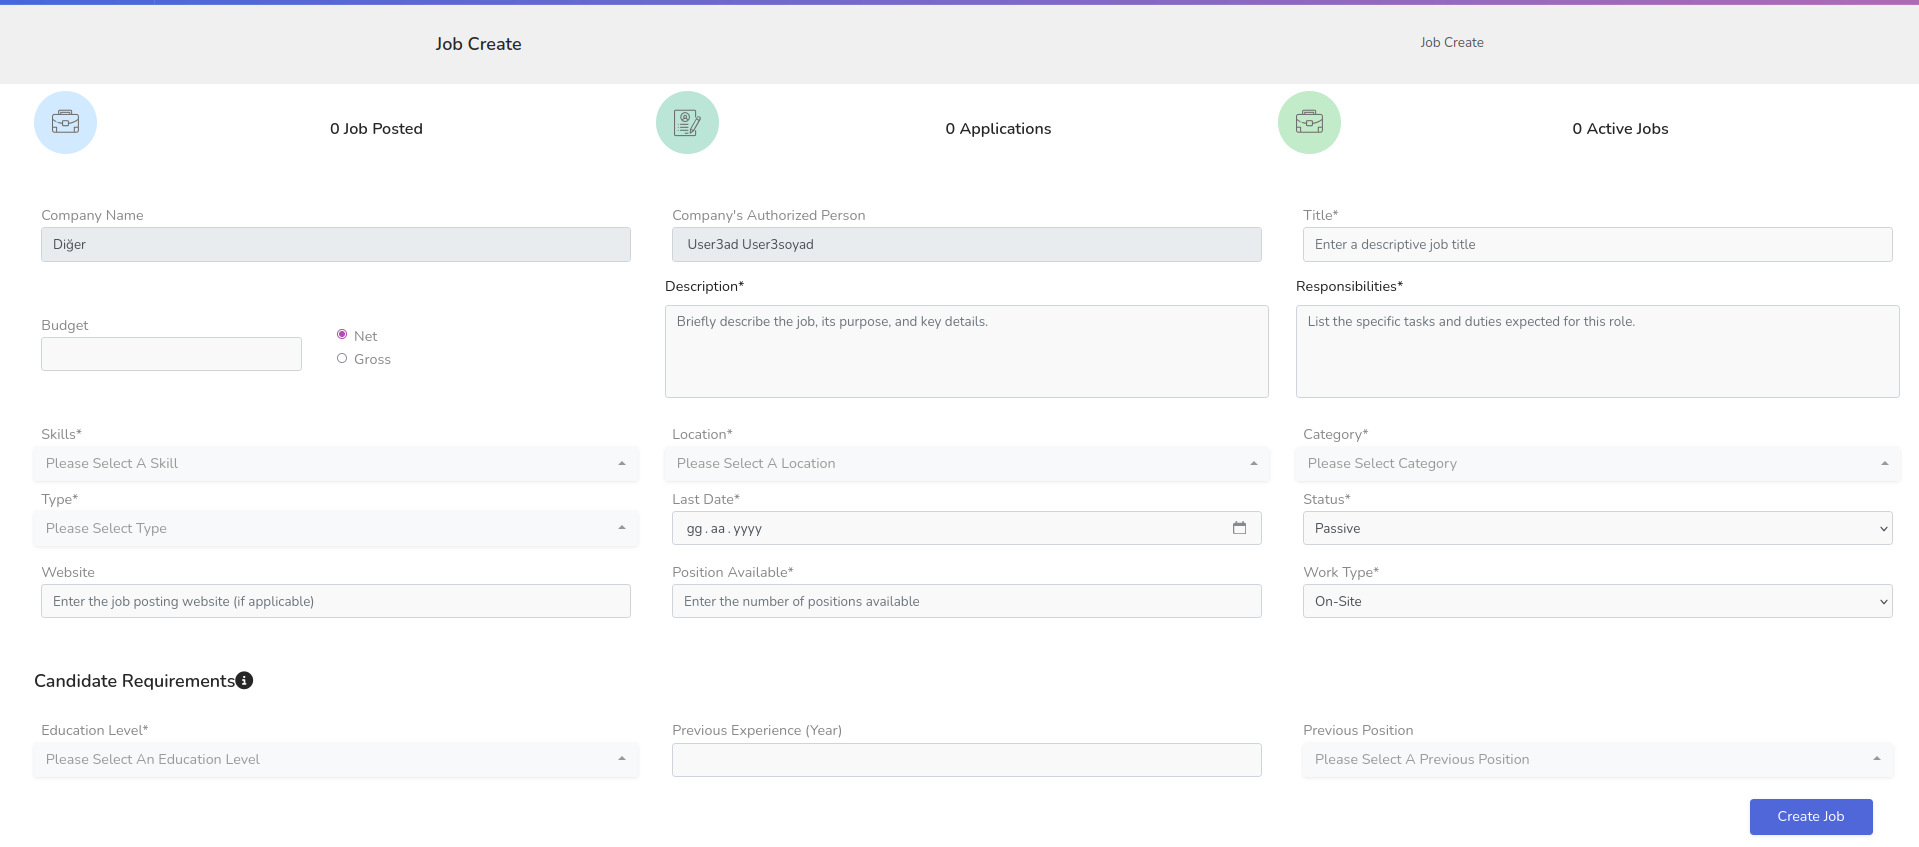 Job Create
Job Create
0 Job Posted
0 Applications
0 Active Jobs
Company Name
Diğer
Company's Authorized Person
User3ad User3soyad
Title*
Enter a descriptive job title
Budget
Net
Gross
Description*
Briefly describe the job, its purpose, and key details.
Responsibilities*
List the specific tasks and duties expected for this role.
Skills*
Please Select A Skill
Location*
Please Select A Location
Category*
Please Select Category
Type*
Please Select Type
Last Date*
gg.aa.yyyy
Status*
Passive
Website
Enter the job posting website (if applicable)
Position Available*
Enter the number of positions available
Work Type*
On-Site
Candidate Requirements
Education Level*
Please Select An Education Level
Previous Experience (Year)
Previous Position
Please Select A Previous Position
Create Job